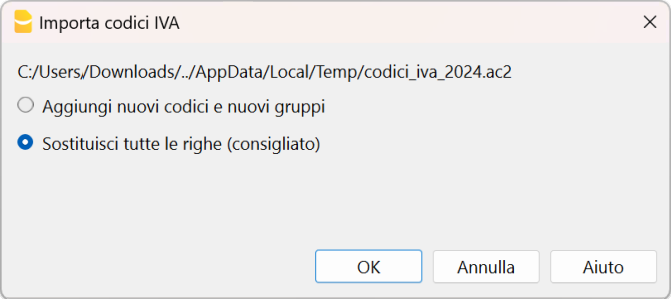 Importa codici IVA
C:/Users,/Downloads/../AppData/Local/Temp/codici_iva_2024.ac2
Aggiungi nuovi codici e nuovi gruppi
Sostituisci tutte le righe (consigliato)
OK Annulla Aiuto